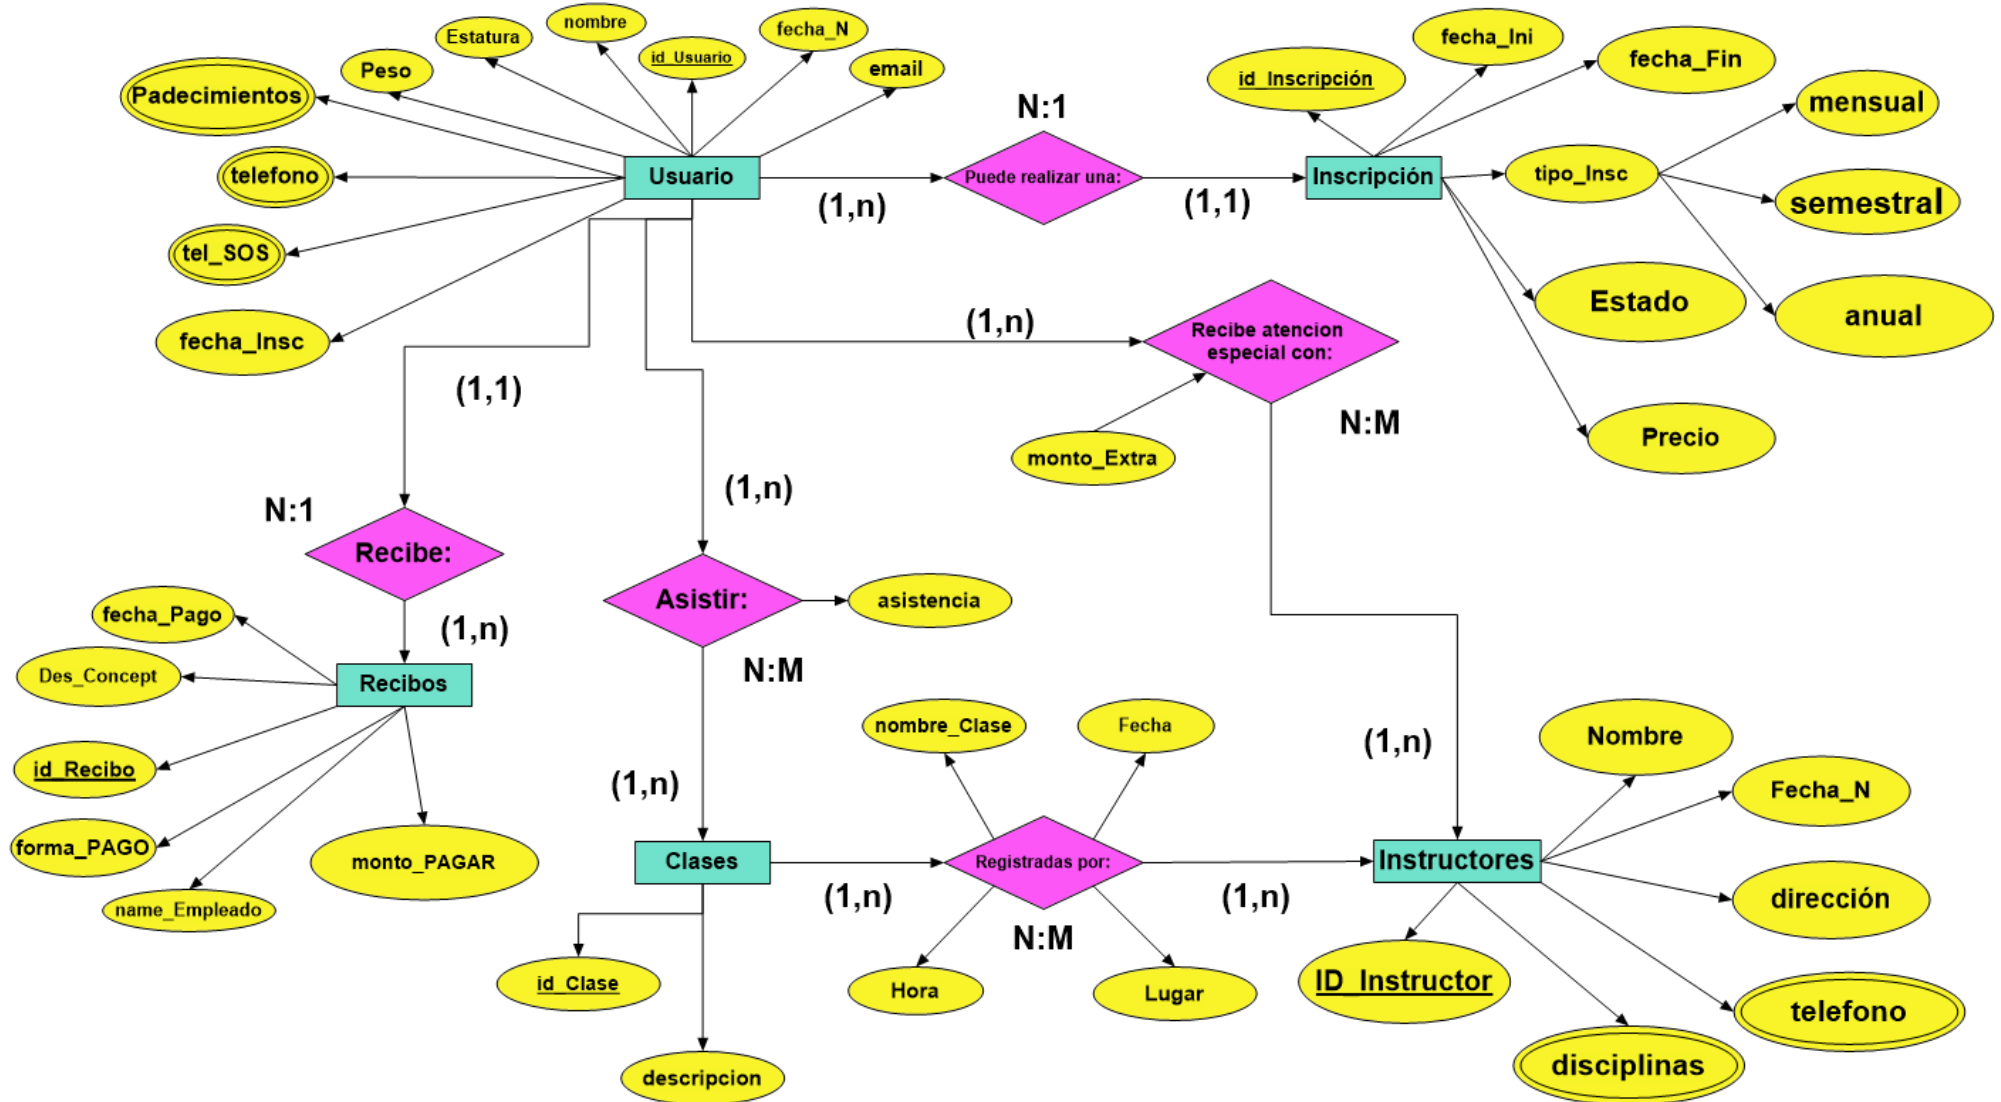 nombre
fecha_N
Estatura
id_Usuario
fecha_Ini
Peso
email
fecha_Fin
id_Inscripción
Padecimientos
mensual
N:1
telefono
Usuario
Puede realizar una:
Inscripción
tipo_Insc
(1,n)
(1,1)
semestral
tel_SOS
Estado
anual
fecha_Insc
(1,n)
Recibe atencion
especial con:
(1,1)
N:M
Precio
monto_Extra
(1,n)
N:1
Recibe:
Asistir:
asistencia
fecha_Pago
(1,n)
Des_Concept
Recibos
N:M
nombre_Clase
Fecha
(1,n)
Nombre
id_Recibo
(1,n)
Fecha_N
forma_PAGO
monto_PAGAR
Clases
Registradas por:
Instructores
(1,n)
(1,n)
dirección
name_Empleado
N:M
id_Clase
Hora
Lugar
ID_Instructor
telefono
descripcion
disciplinas